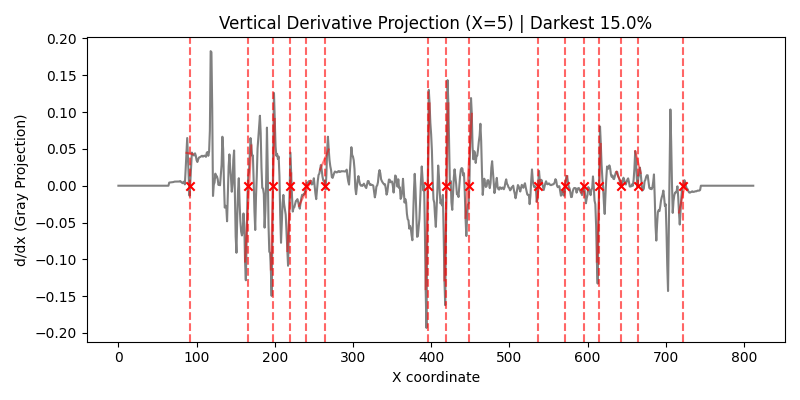 Vertical Derivative Projection (X=5) | Darkest 15.0%
d/dx (Gray Projection)
0.20
0.15
0.10
0.05
0.00
−0.05
−0.10
−0.15
−0.20
0 100 200 300 400 500 600 700 800
X coordinate